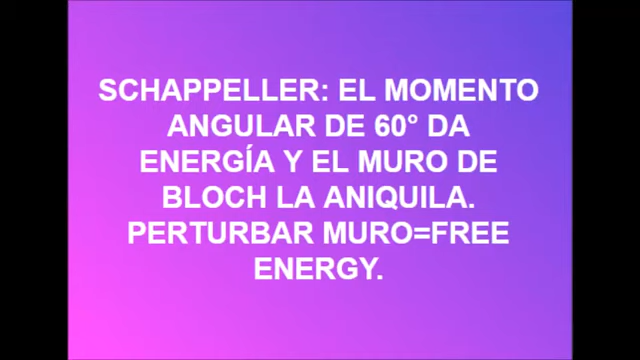 SCHAPPELLER: EL MOMENTO
ANGULAR DE 60° DA
ENERGÍA Y EL MURO DE
BLOCH LA ANIQUILA.
PERTURBAR MURO=FREE
ENERGY.